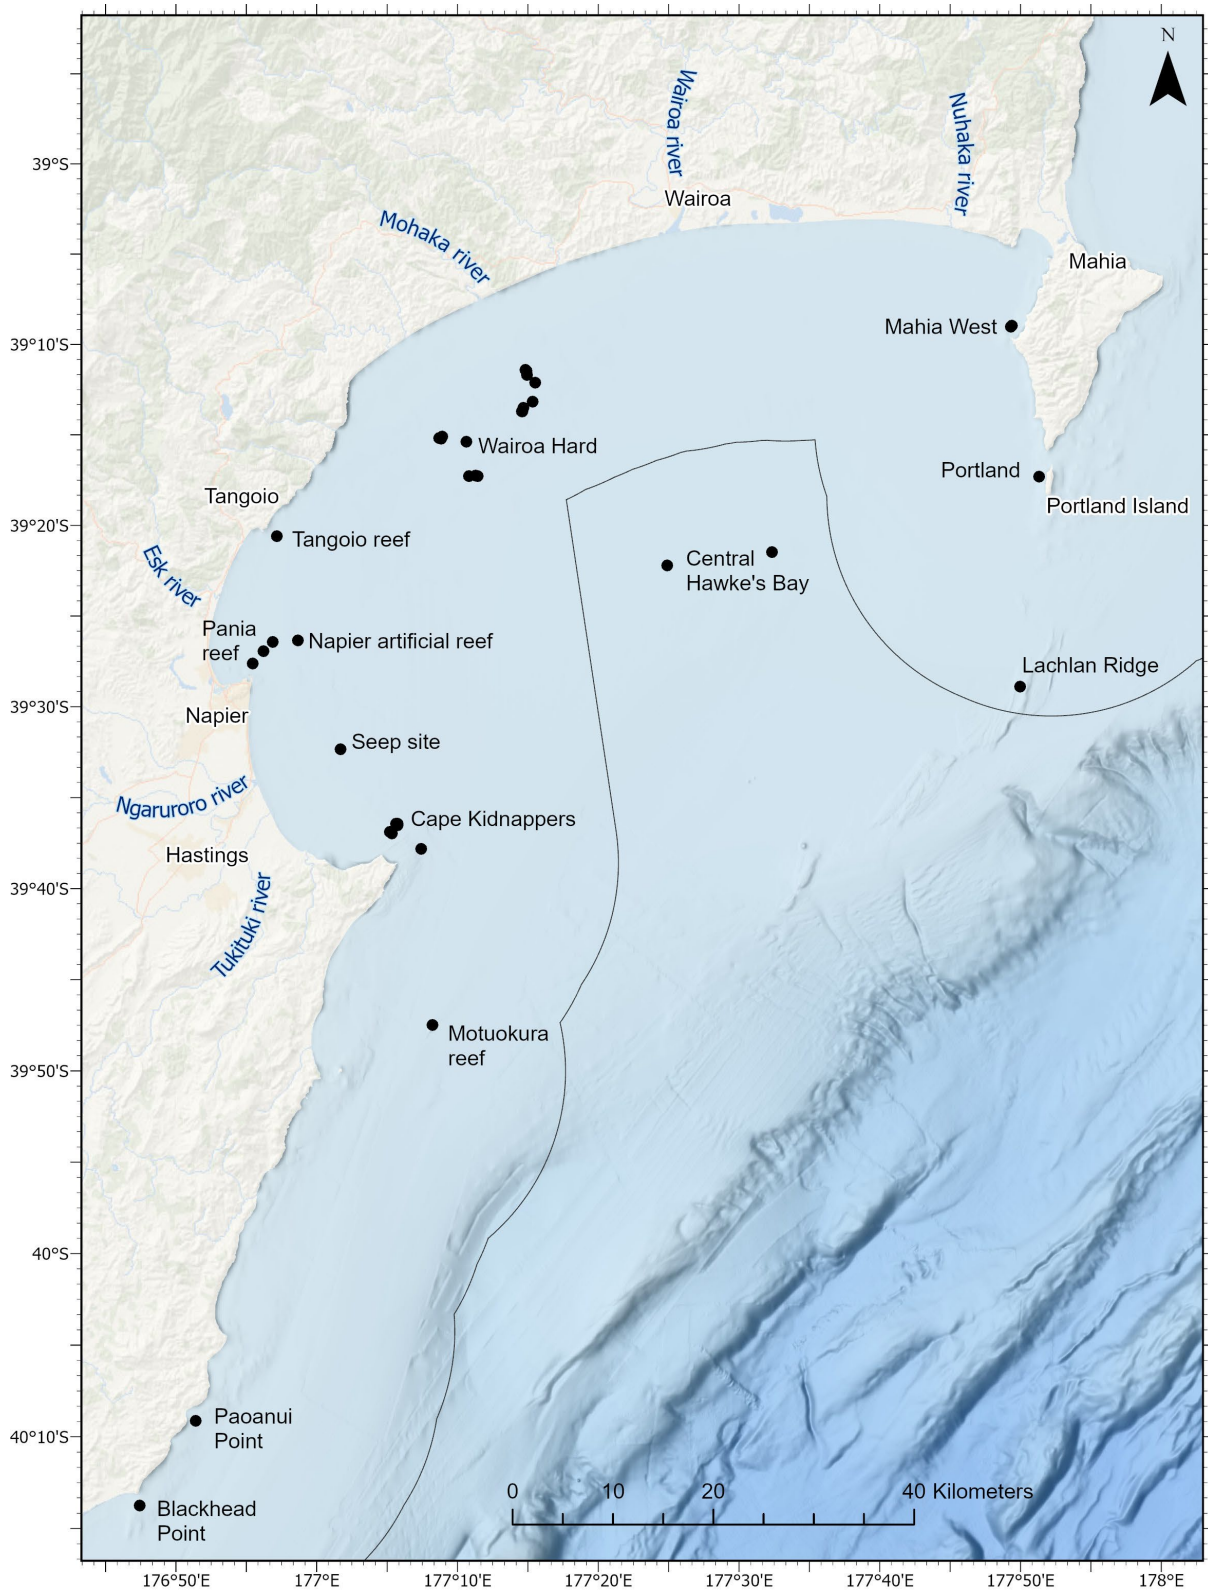 N
Wairoa river
Nuhaka river
39°S
Wairoa
Mohaka river
Mahia
Mahia West
39°10'S
Wairoa Hard
Portland
Tangoio
Portland Island
39°20'S
Tangoio reef
Central
Hawke's Bay
Esk river
Pania
reef
Napier artificial reef
Lachlan Ridge
39°30'S
Napier
Seep site
Ngaruroro river
Cape Kidnappers
Hastings
39°40'S
Tukituki river
Motuokura
reef
39°50'S
40°S
Paoanui
Point
40°10'S
0 10 20 40 Kilometers
Blackhead
Point
176°50'E 177°E 177°10'E 177°20'E 177°30'E 177°40'E 177°50'E 178°E